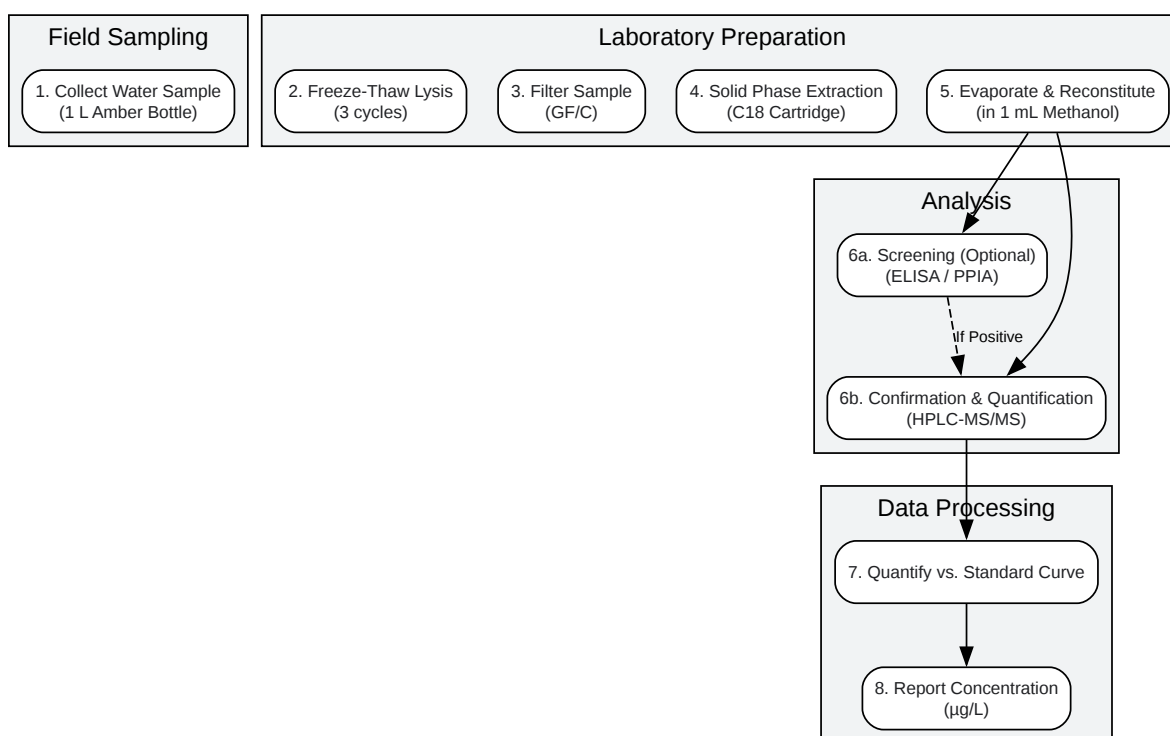 Field Sampling
1. Collect Water Sample
(1 L Amber Bottle)
Laboratory Preparation
2. Freeze-Thaw Lysis
(3 cycles)
3. Filter Sample
(GF/C)
4. Solid Phase Extraction
(C18 Cartridge)
5. Evaporate & Reconstitute
(in 1 mL Methanol)
Analysis
6a. Screening (Optional)
(ELISA / PPIA)
If Positive
6b. Confirmation & Quantification
(HPLC-MS/MS)
Data Processing
7. Quantify vs. Standard Curve
8. Report Concentration
(µg/L)